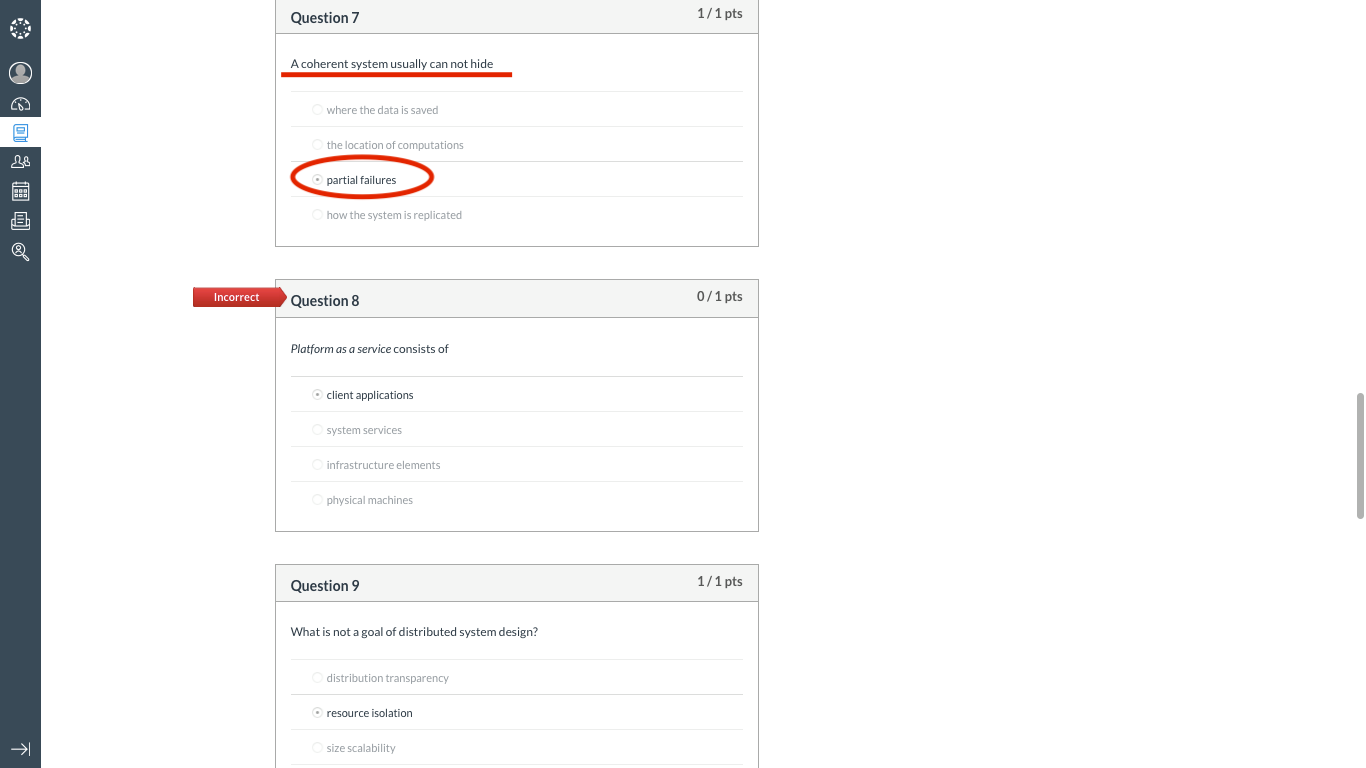 Question 7
1 / 1 pts
A coherent system usually can not hide
where the data is saved
the location of computations
partial failures
how the system is replicated
Incorrect
Question 8
0 / 1 pts
Platform as a service consists of
client applications
system services
infrastructure elements
physical machines
Question 9
1 / 1 pts
What is not a goal of distributed system design?
distribution transparency
resource isolation
size scalability